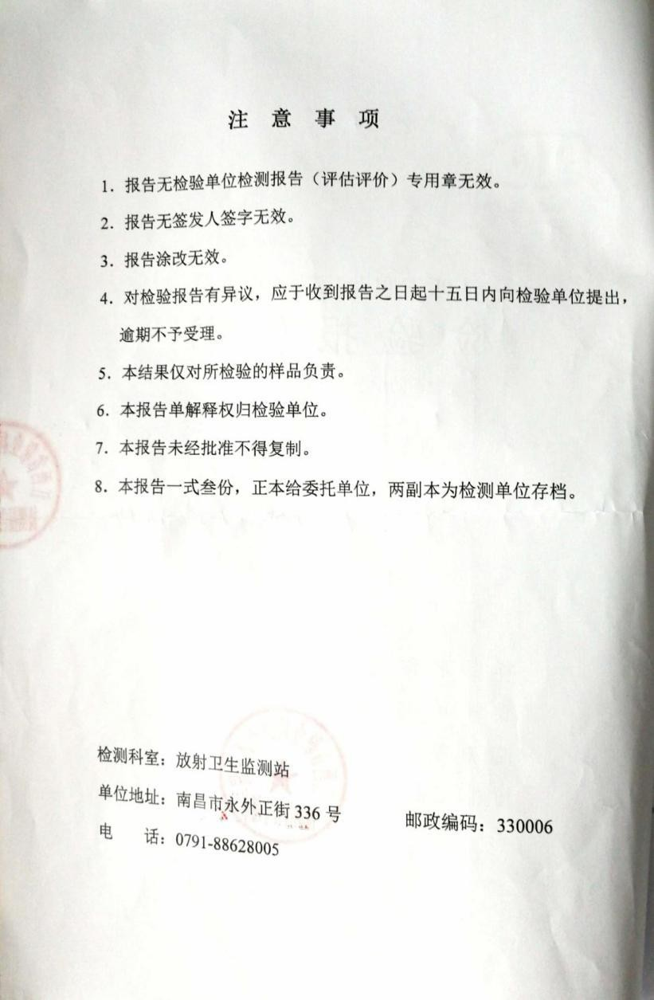 注 意 事 项
1．报告无检验单位检测报告（评估评价）专用章无效。
2．报告无签发人签字无效。
3．报告涂改无效。
4．对检验报告有异议，应于收到报告之日起十五日内向检验单位提出，
逾期不予受理。
5．本结果仅对所检验的样品负责。
6．本报告单解释权归检验单位。
7．本报告未经批准不得复制。
8．本报告一式叁份，正本给委托单位，两副本为检测单位存档。
检测科室：放射卫生监测站
单位地址：南昌市永外正街 336 号 邮政编码：330006
电 话：0791-88628005